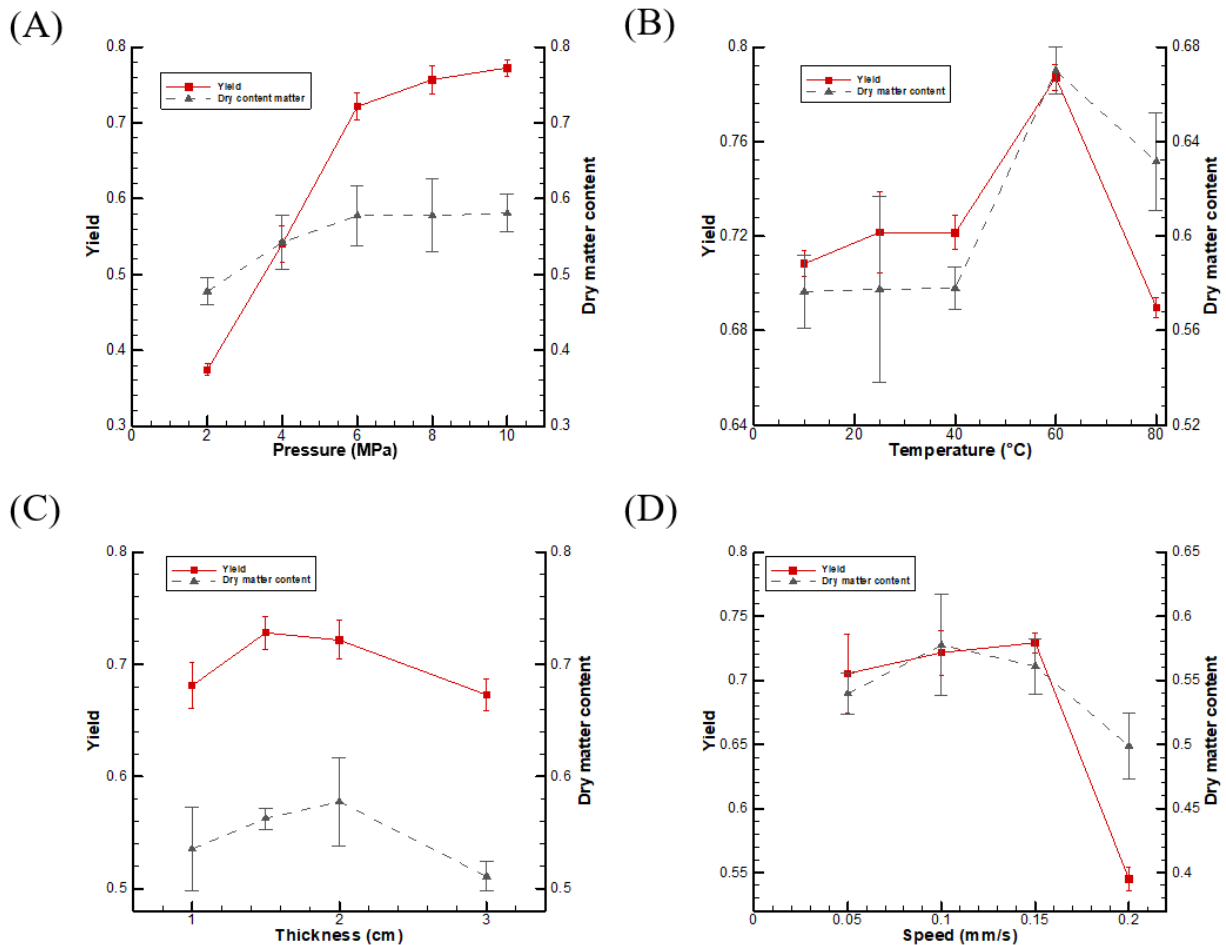 (A)
0.8
0.7
0.6
0.5
0.4
0.3
Yield
Yield
Dry content matter
0.8
0.7
0.6
0.5
0.4
0.3
Dry matter content
0
2
4
6
8
10
Pressure (MPa)
(B)
0.8
0.76
0.72
0.68
0.64
Yield
Yield
Dry matter content
0.68
0.64
0.6
0.56
0.52
Dry matter content
0
20
40
60
80
Temperature (°C)
(C)
0.8
0.7
0.6
0.5
Yield
Yield
Dry matter content
0.8
0.7
0.6
0.5
Dry matter content
1
2
3
Thickness (cm)
(D)
0.8
0.75
0.7
0.65
0.6
0.55
Yield
Yield
Dry matter content
0.65
0.6
0.55
0.5
0.45
0.4
Dry matter content
0
0.05
0.1
0.15
0.2
Speed (mm/s)